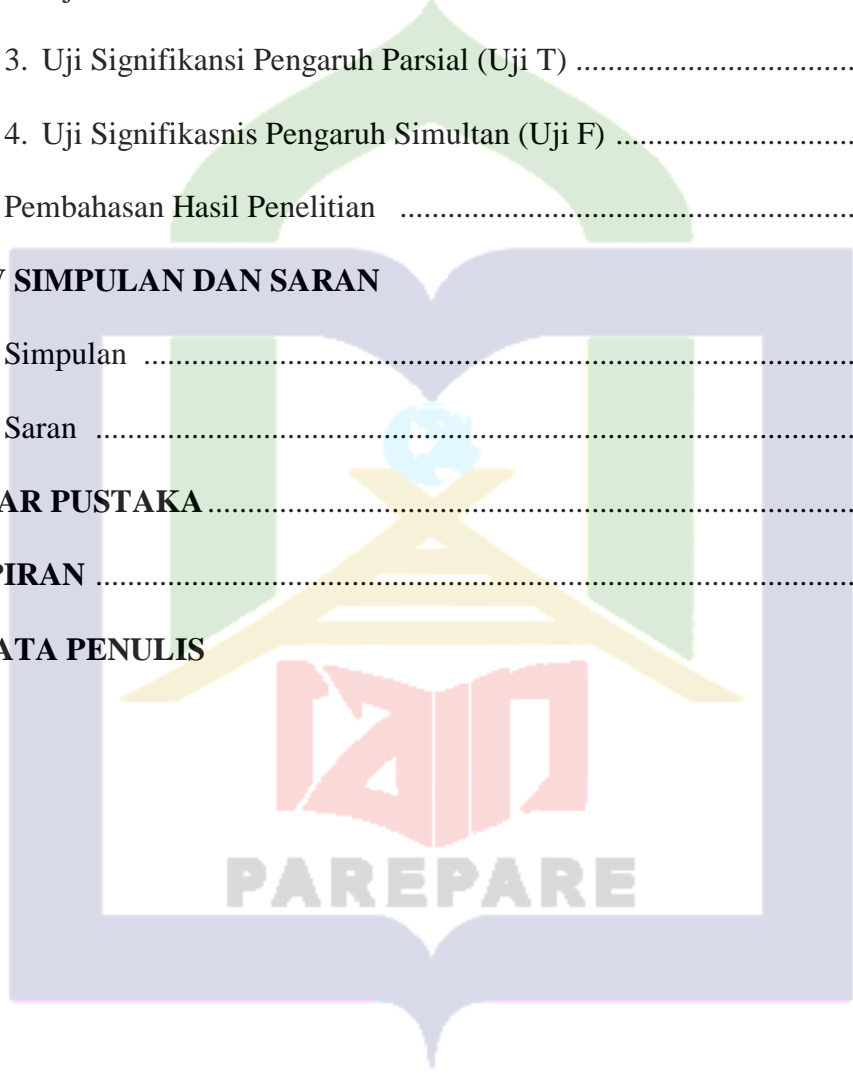 3. Uji Signifikansi Pengaruh Parsial (Uji T) ................................
4. Uji Signifikasnis Pengaruh Simultan (Uji F) ...........................
Pembahasan Hasil Penelitian ......................................................
SIMPULAN DAN SARAN
Simpulan .......................................................................................
Saran .............................................................................................
AR PUSTAKA ...............................................................................
PIRAN ...........................................................................................
ATA PENULIS
iain
PAREPARE